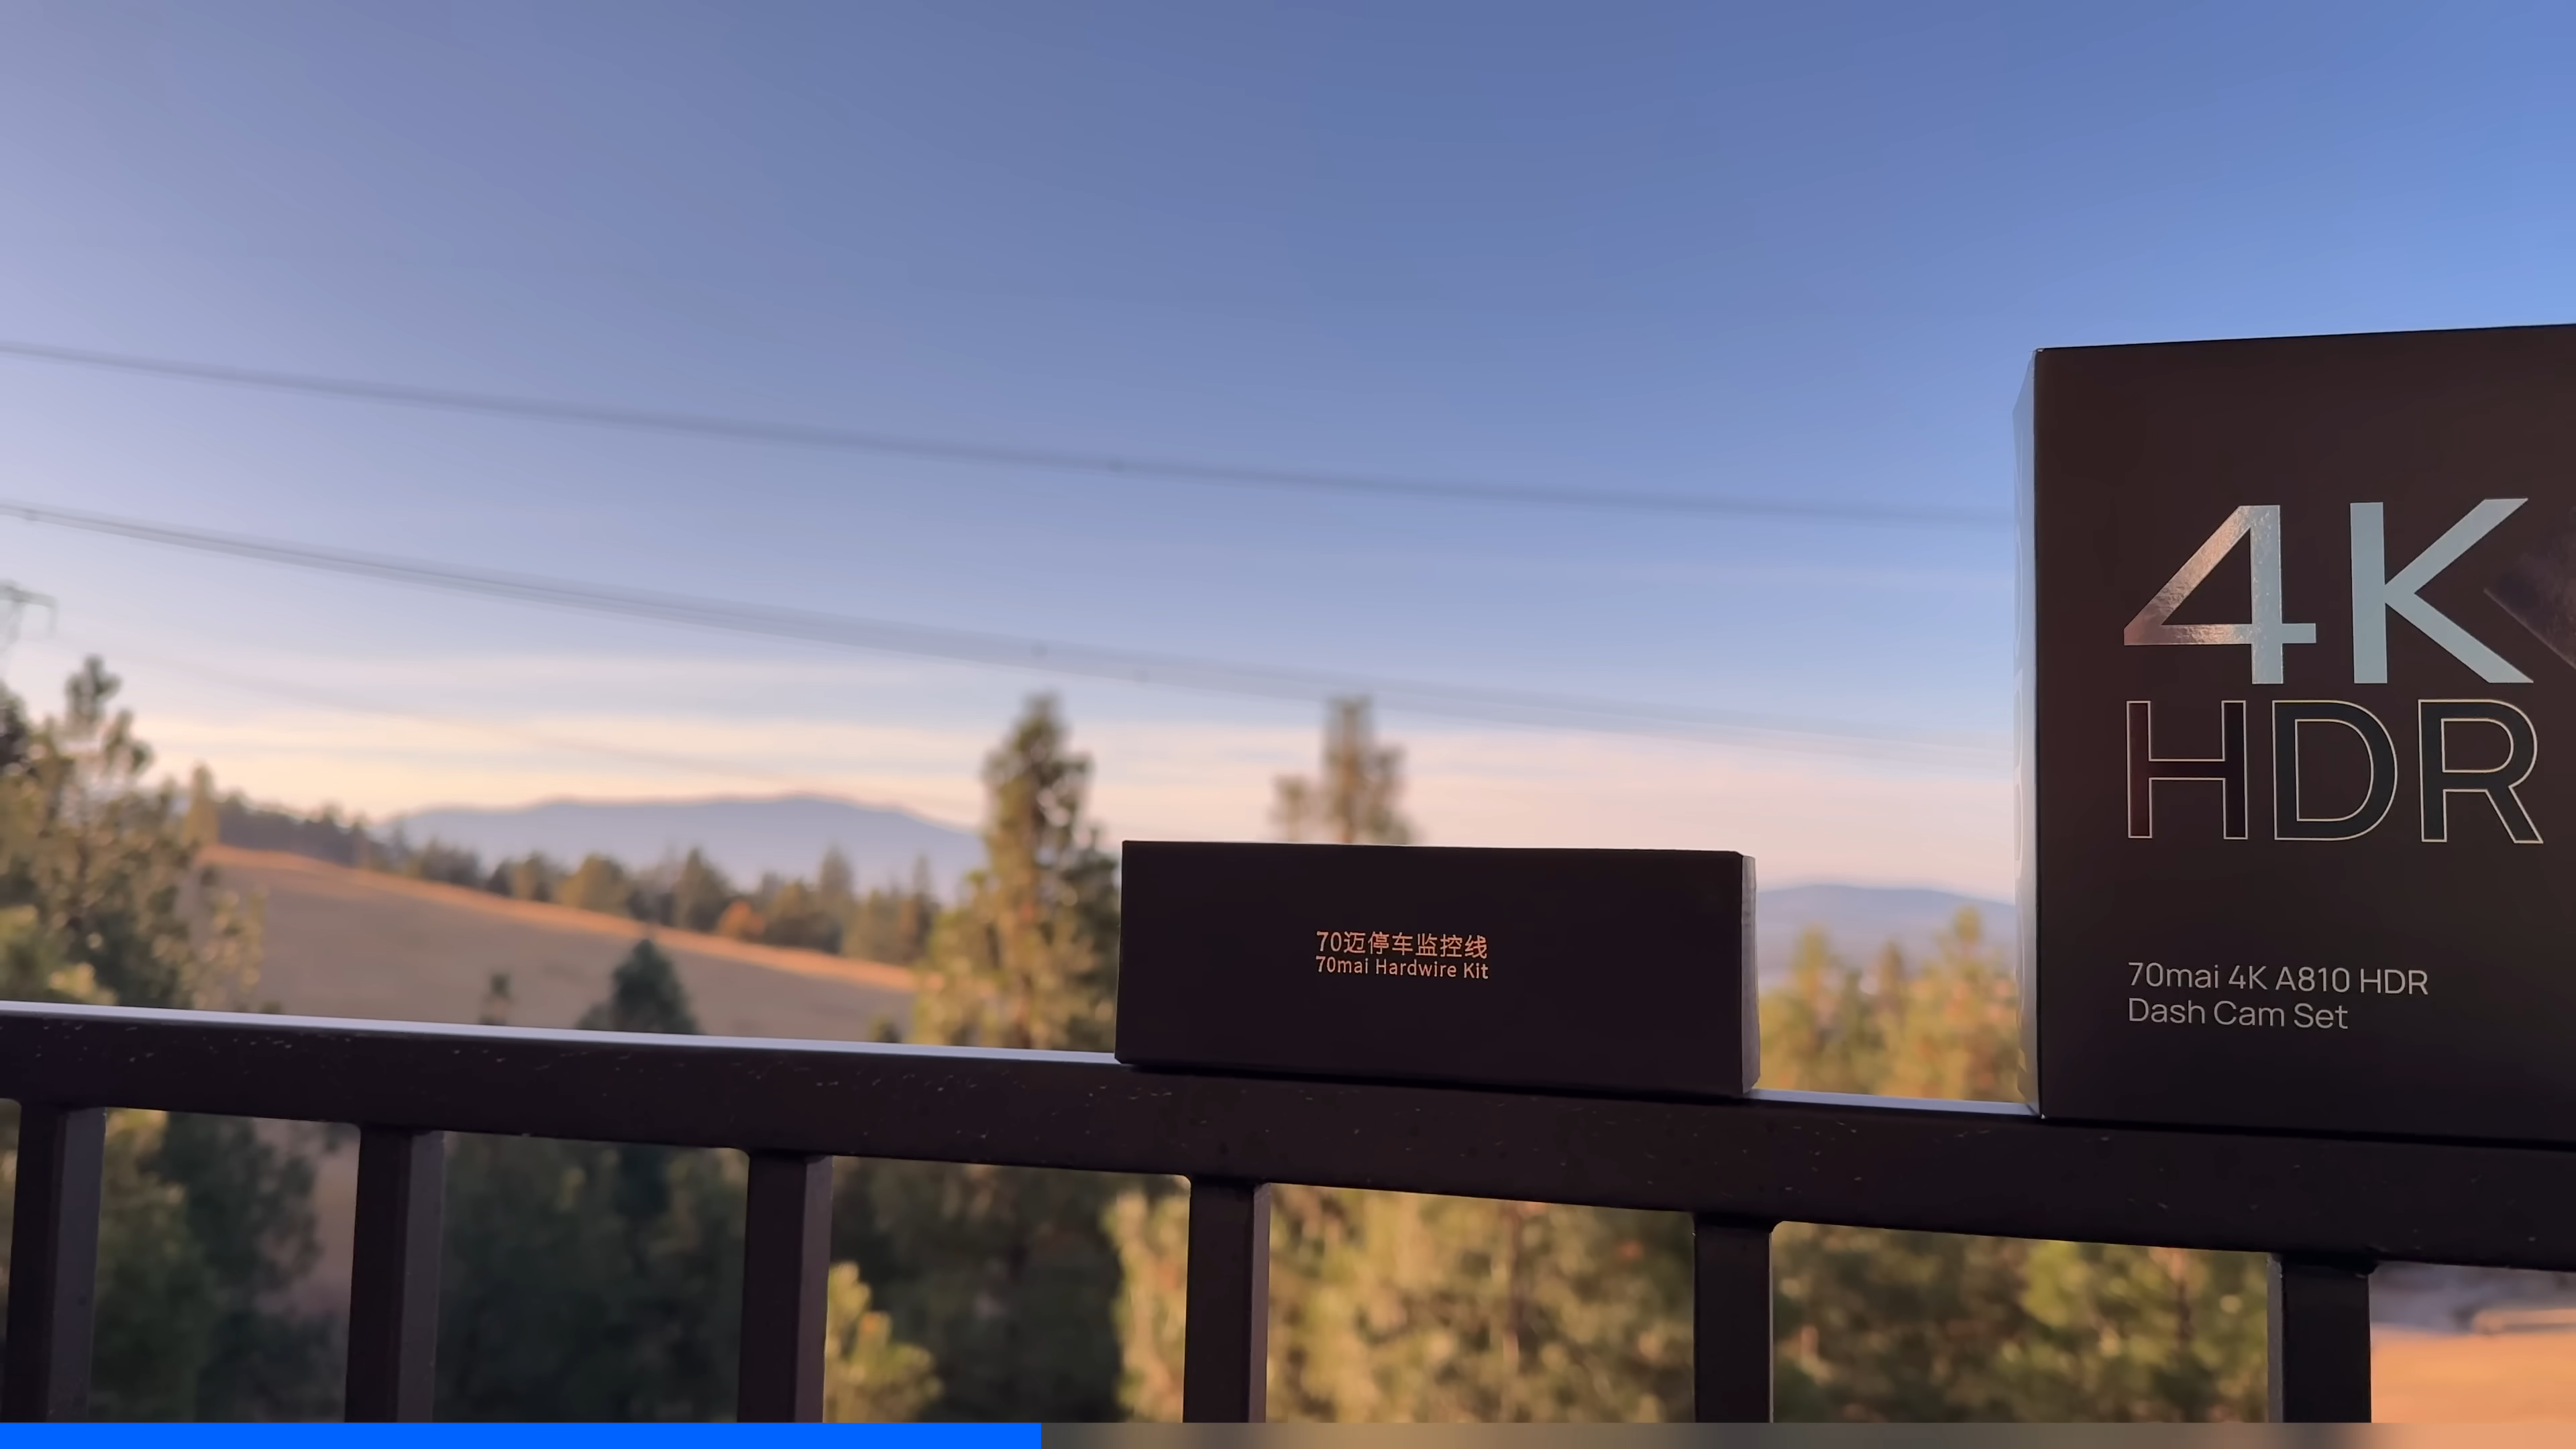 70迈停车监控线
70mai Hardwire Kit
4K
HDR
70mai 4K A810 HDR
Dash Cam Set